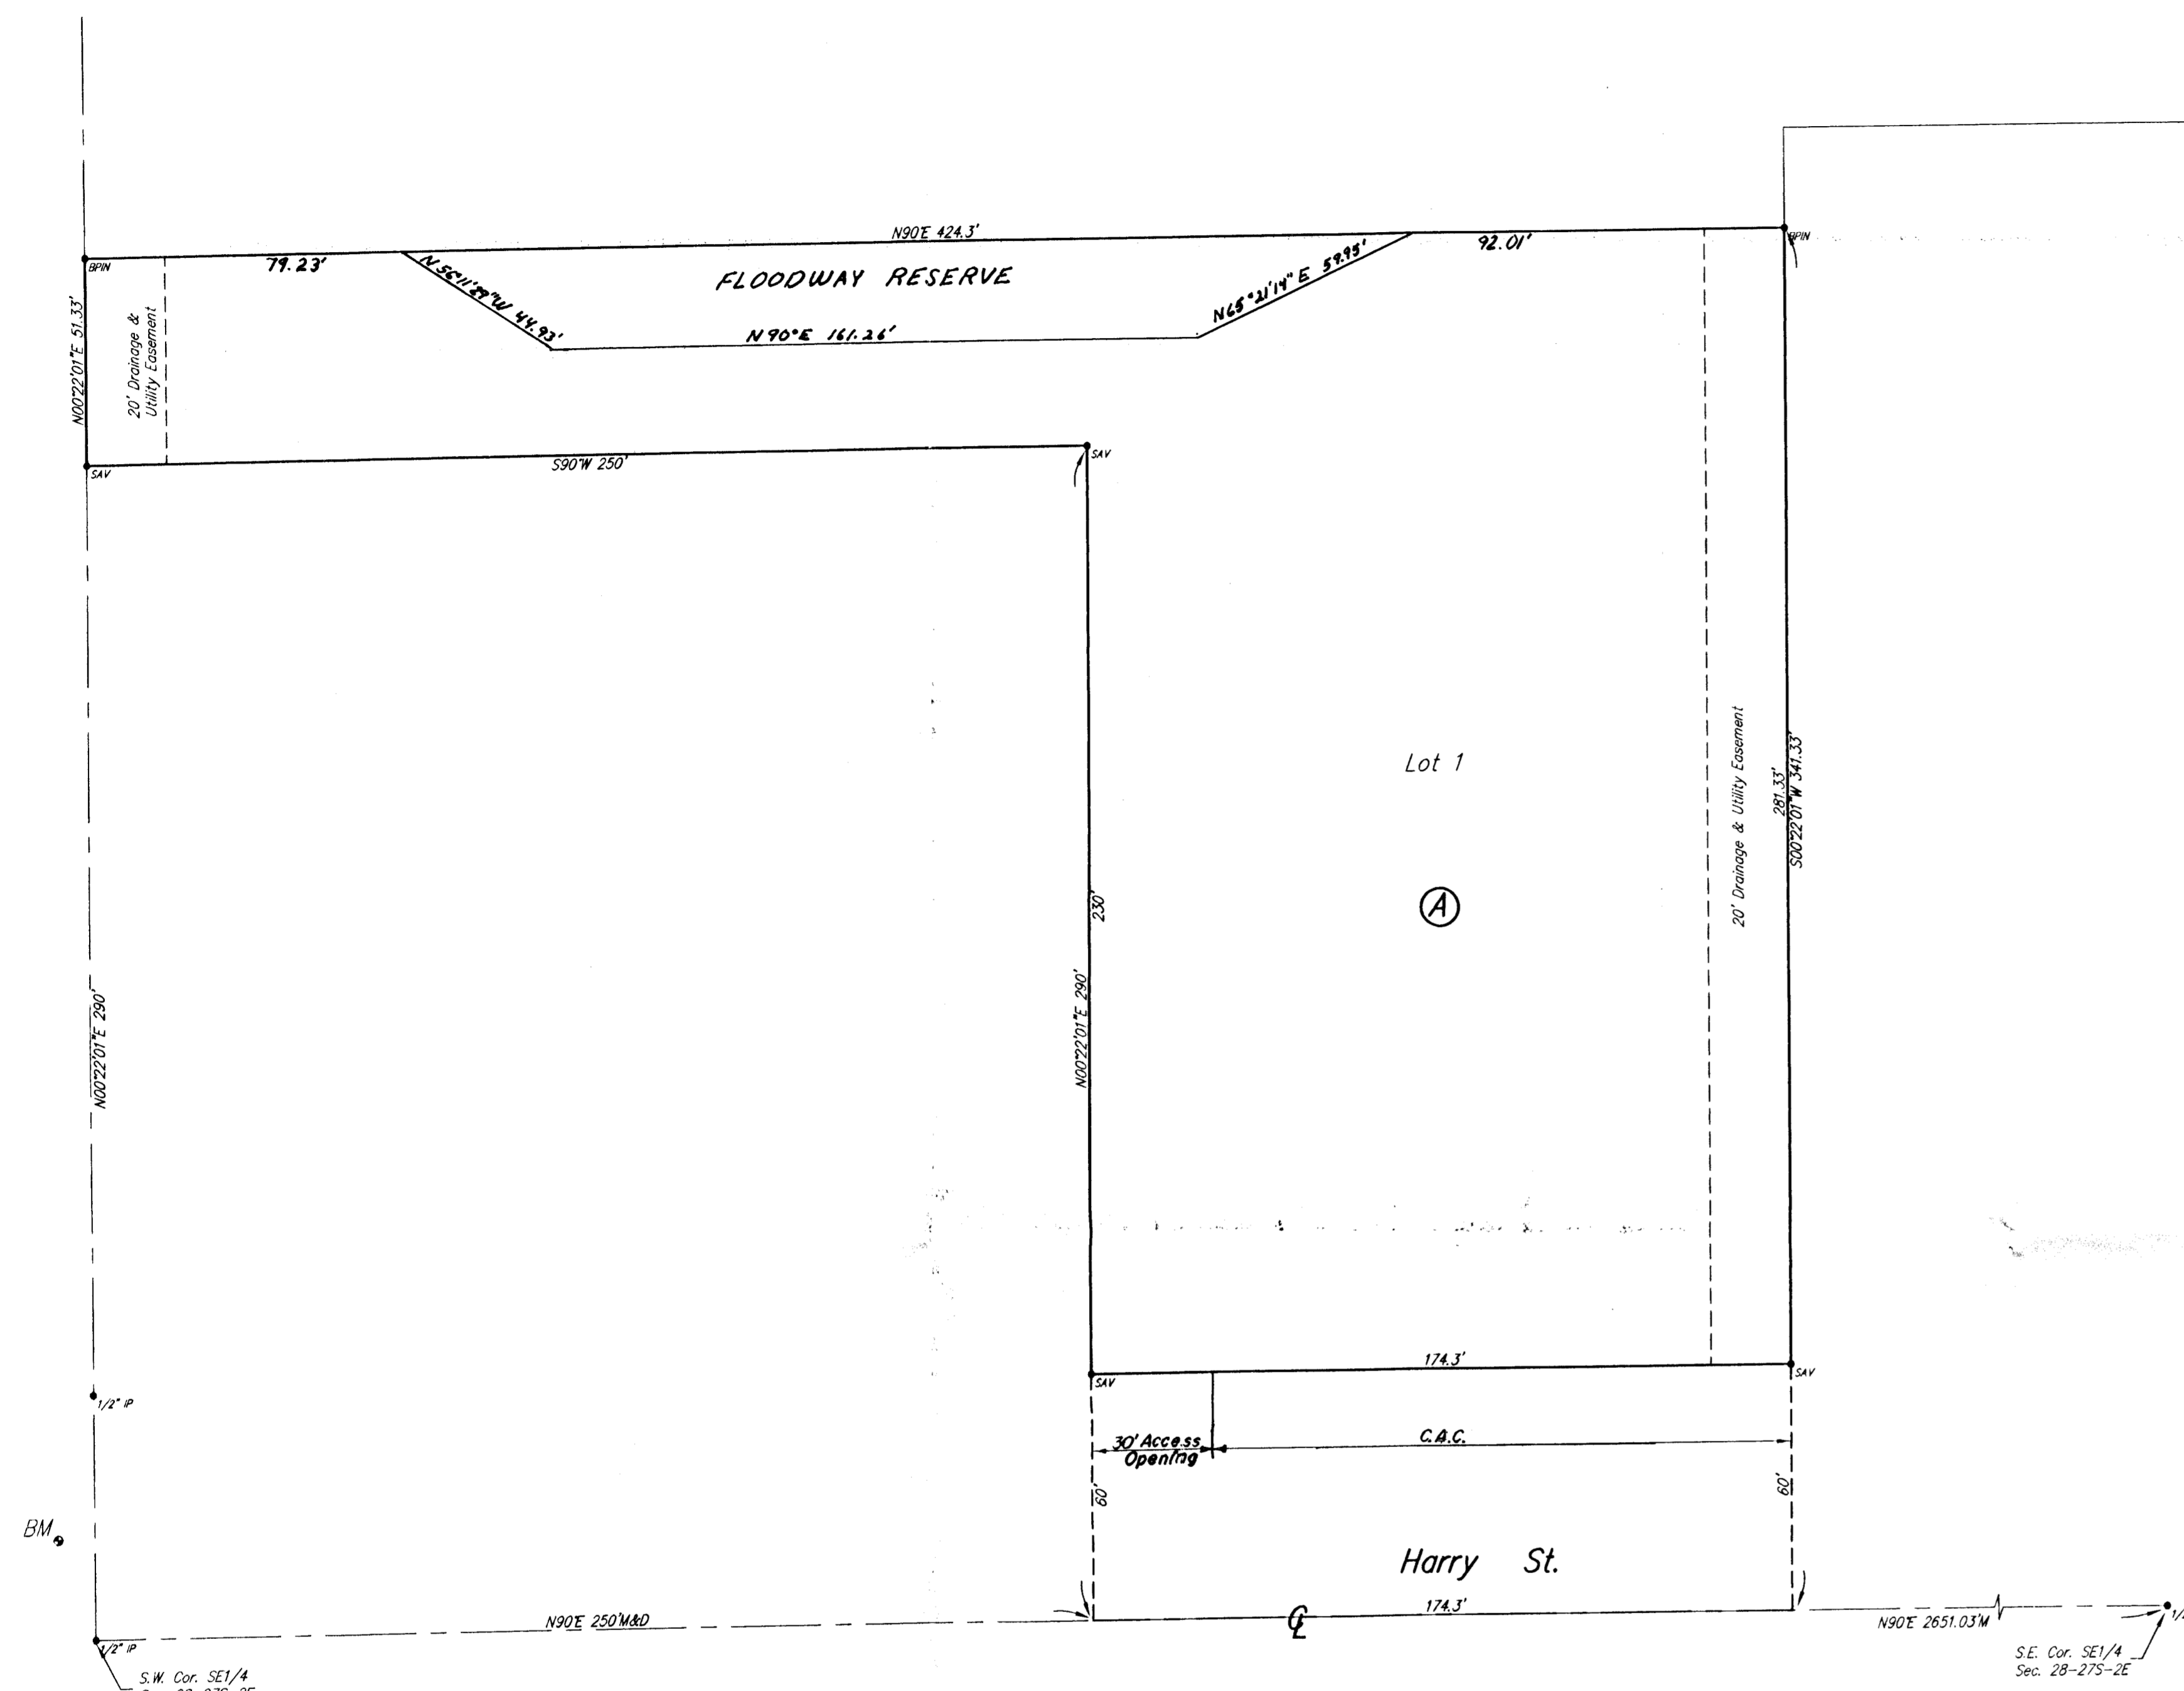 N90°E 424.3'
BPIN
79.23'
92.01'
BPIN
N 56°11'29"W 44.93'
FLOODWAY RESERVE
N65°21'14" E 59.95'
N 90°E 161.26'
N00°22'01"E 51.33'
20' Drainage &
Utility Easement
SAV
S90°W 250'
SAV
Lot 1
A
20' Drainage & Utility Easement
281.33'
S00°22'01"W 341.33'
230'
N00°22'01"E 290'
N00°22'01"E 290'
174.3'
SAV
SAV
1/2" IP
30' Access
Opening
C.A.C.
60'
60'
BM
Harry St.
N90°E 250'M&D
174.3'
N90°E 2651.03'M
1/2" IP
S.W. Cor. SE1/4
S.E. Cor. SE1/4
Sec. 28-27S-2E